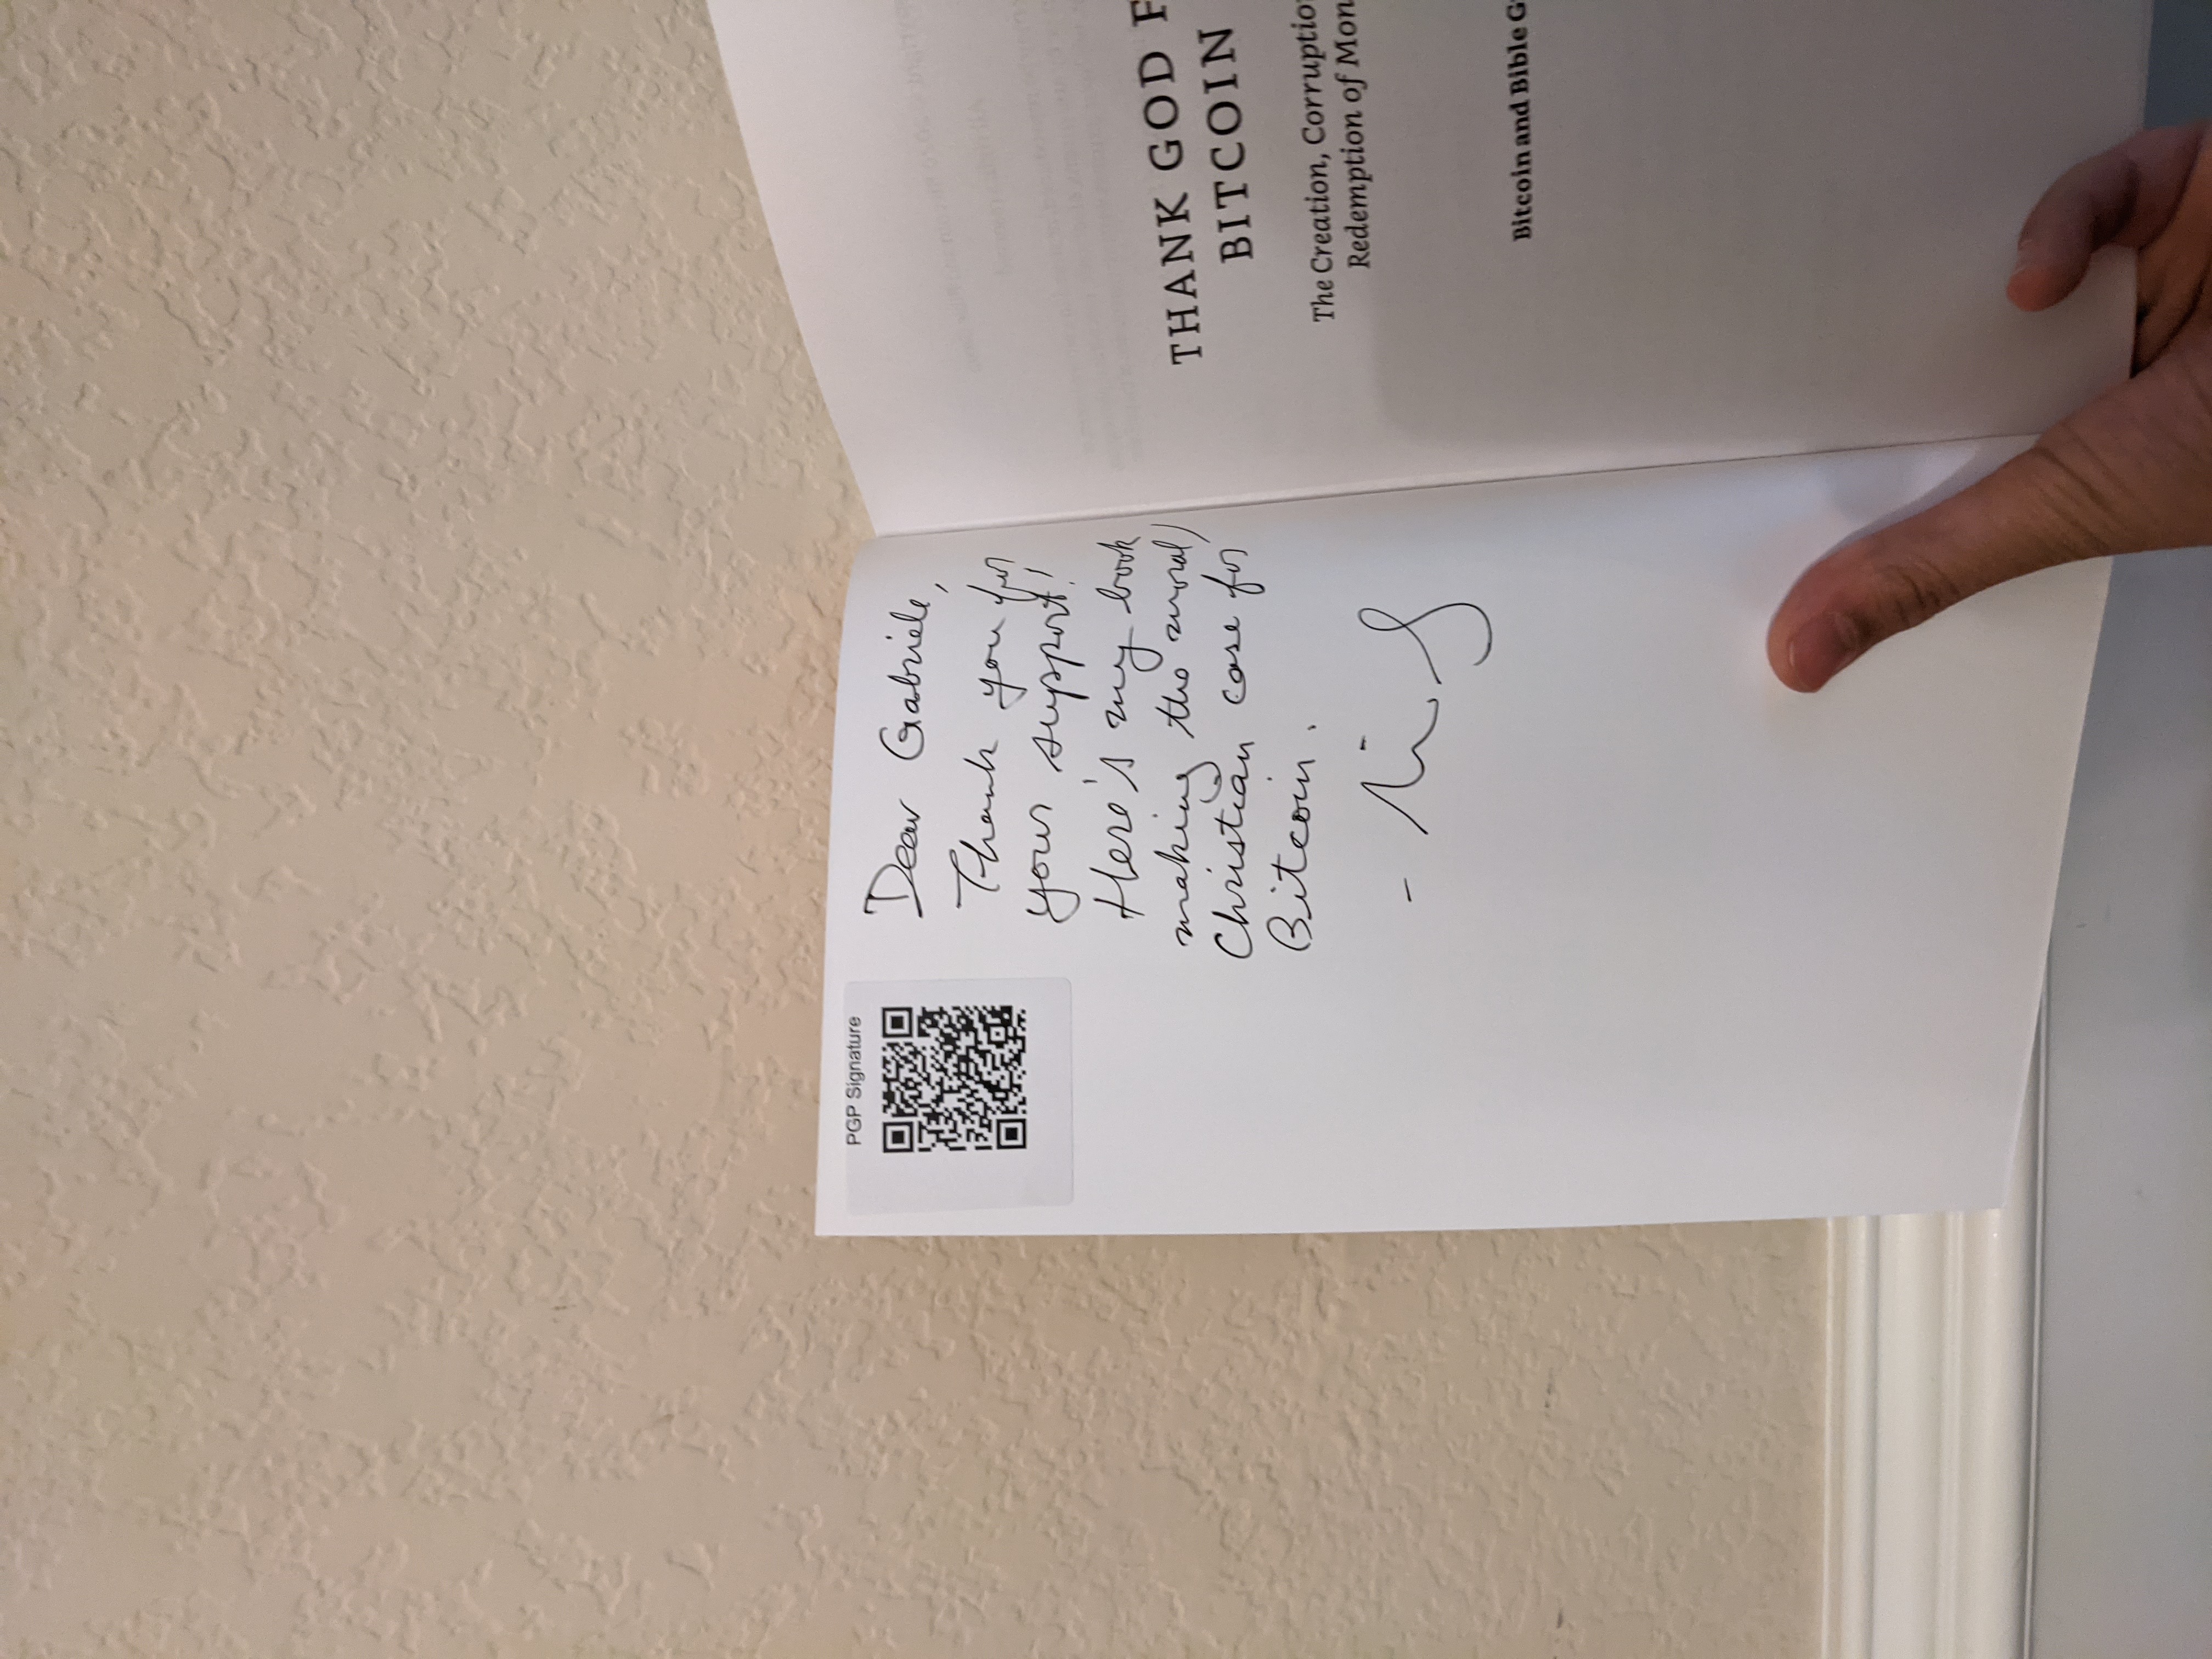 PGP Signature
Dear Gabriele,
Thank you for
your support!
Here's my book
making the moral/
Christian case for
Bitcoin.
THANK GOD F
BITCOIN
The Creation, Corruptio
Redemption of Mon
Bitcoin and Bible G